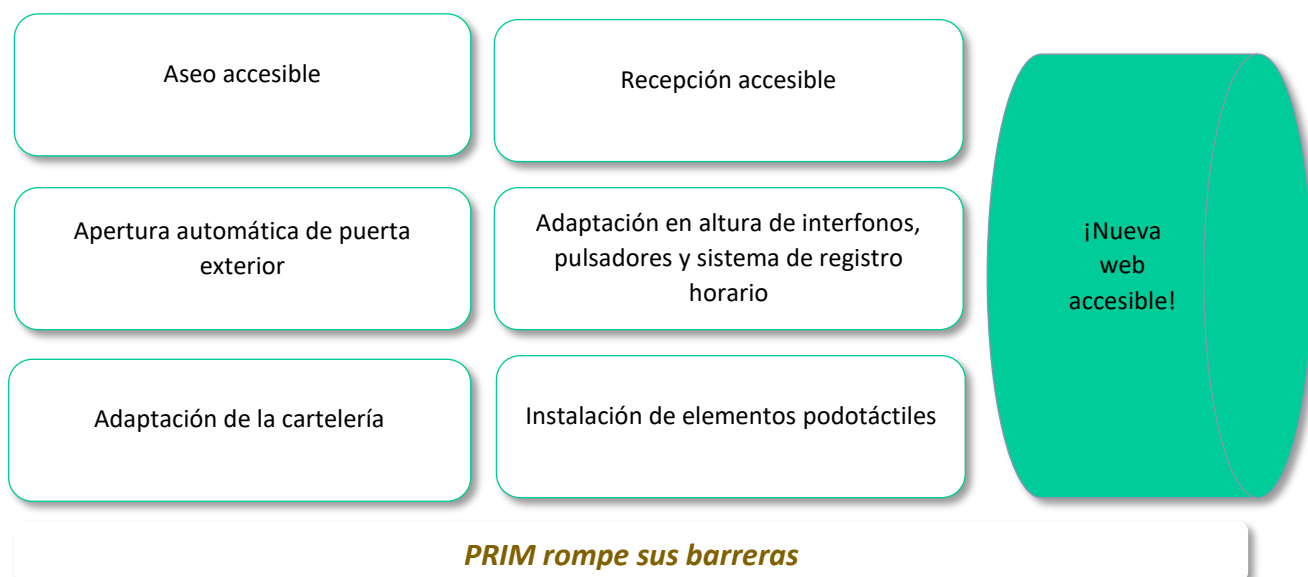 Aseo accesible
Recepción accesible
Apertura automática de puerta
exterior
Adaptación en altura de interfonos,
pulsadores y sistema de registro
horario
Adaptación de la cartelería
Instalación de elementos podotáctiles
¡Nueva
web
accesible!
PRIM rompe sus barreras